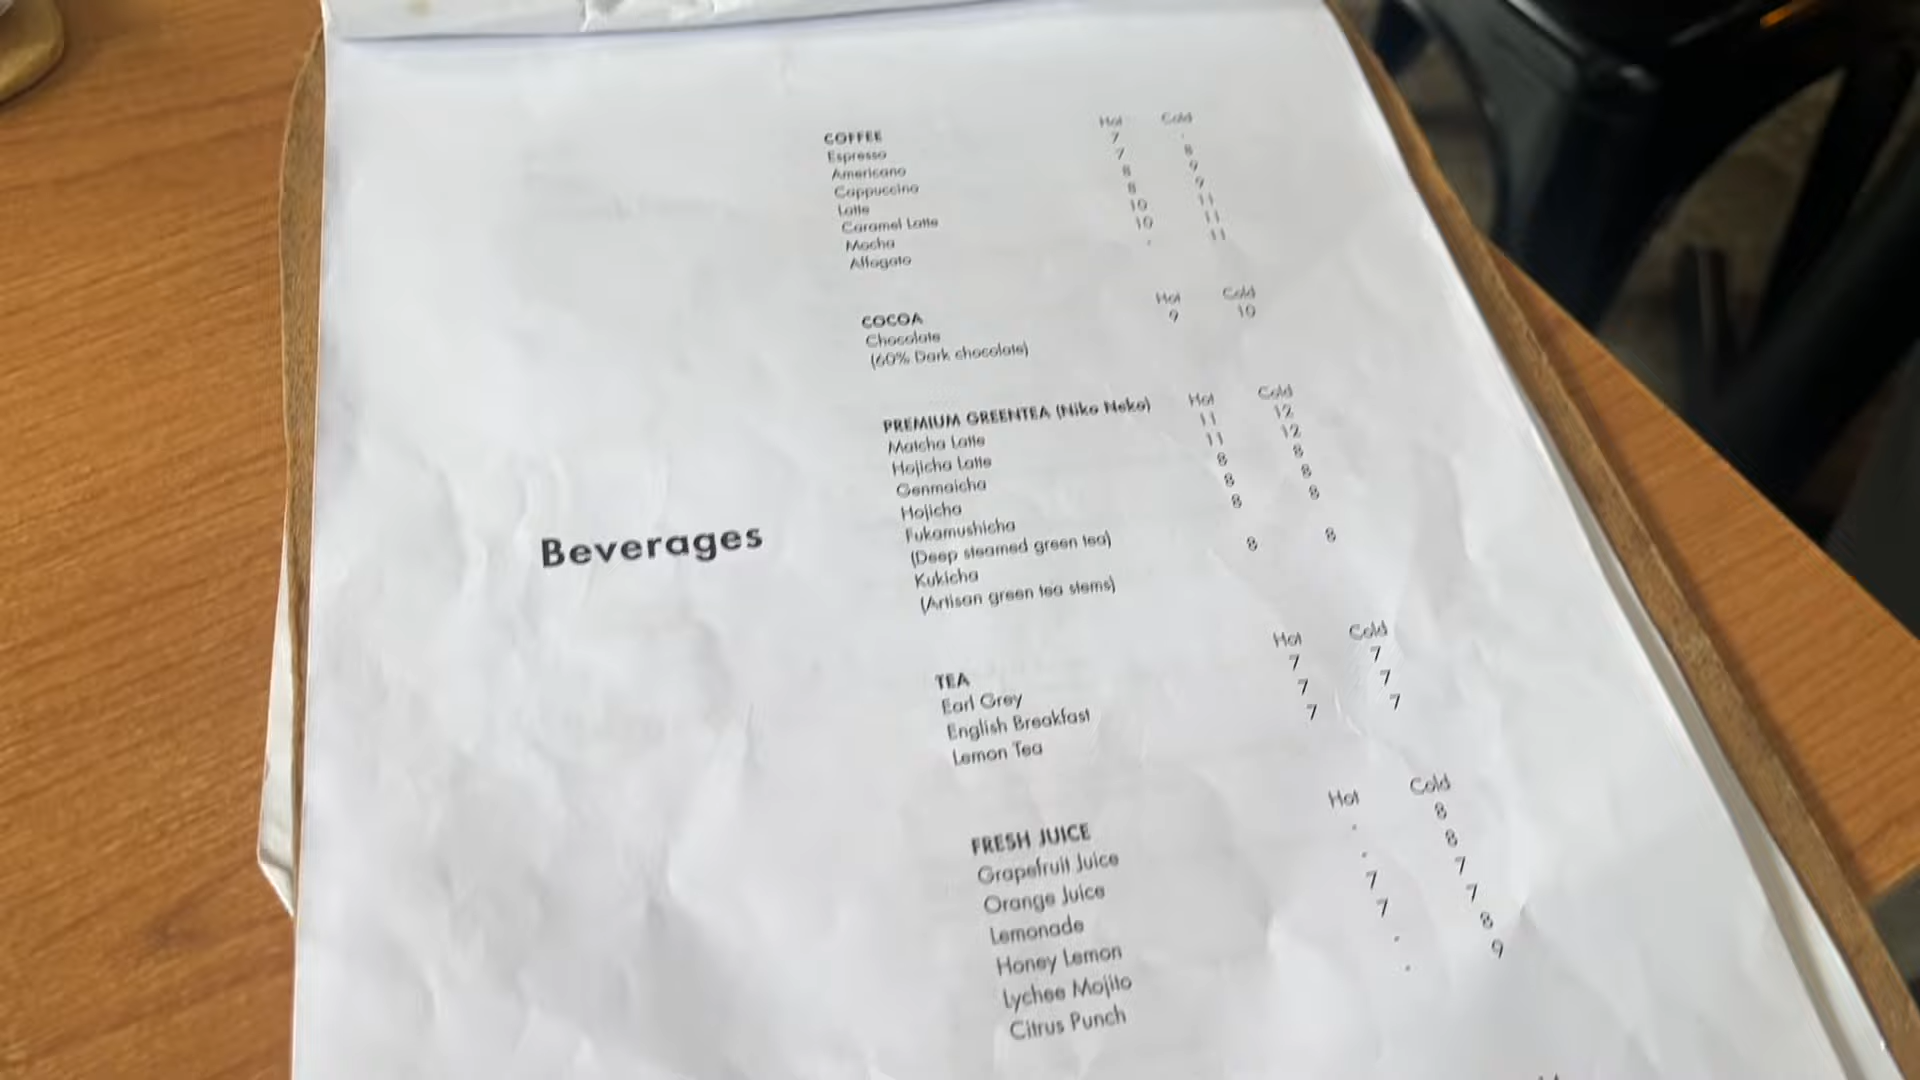 Beverages
COFFEE Hot Cold
Espresso 7 -
Americano 7 8
Cappuccino 8 9
Latte 8 9
Caramel Latte 10 11
Mocha 10 11
Affogato - 11
COCOA Hot Cold
Chocolate 9 10
(60% Dark chocolate)
PREMIUM GREENTEA (Niko Neko) Hot Cold
Matcha Latte 11 12
Hojicha Latte 11 12
Genmaicha 8 8
Hojicha 8 8
Fukamushicha 8 8
(Deep steamed green tea)
Kukicha 8 8
(Artisan green tea stems)
TEA Hot Cold
Earl Grey 7 7
English Breakfast 7 7
Lemon Tea 7 7
FRESH JUICE Hot Cold
Grapefruit Juice - 8
Orange Juice - 8
Lemonade 7 7
Honey Lemon 7 7
Lychee Mojito - 8
Citrus Punch - 9